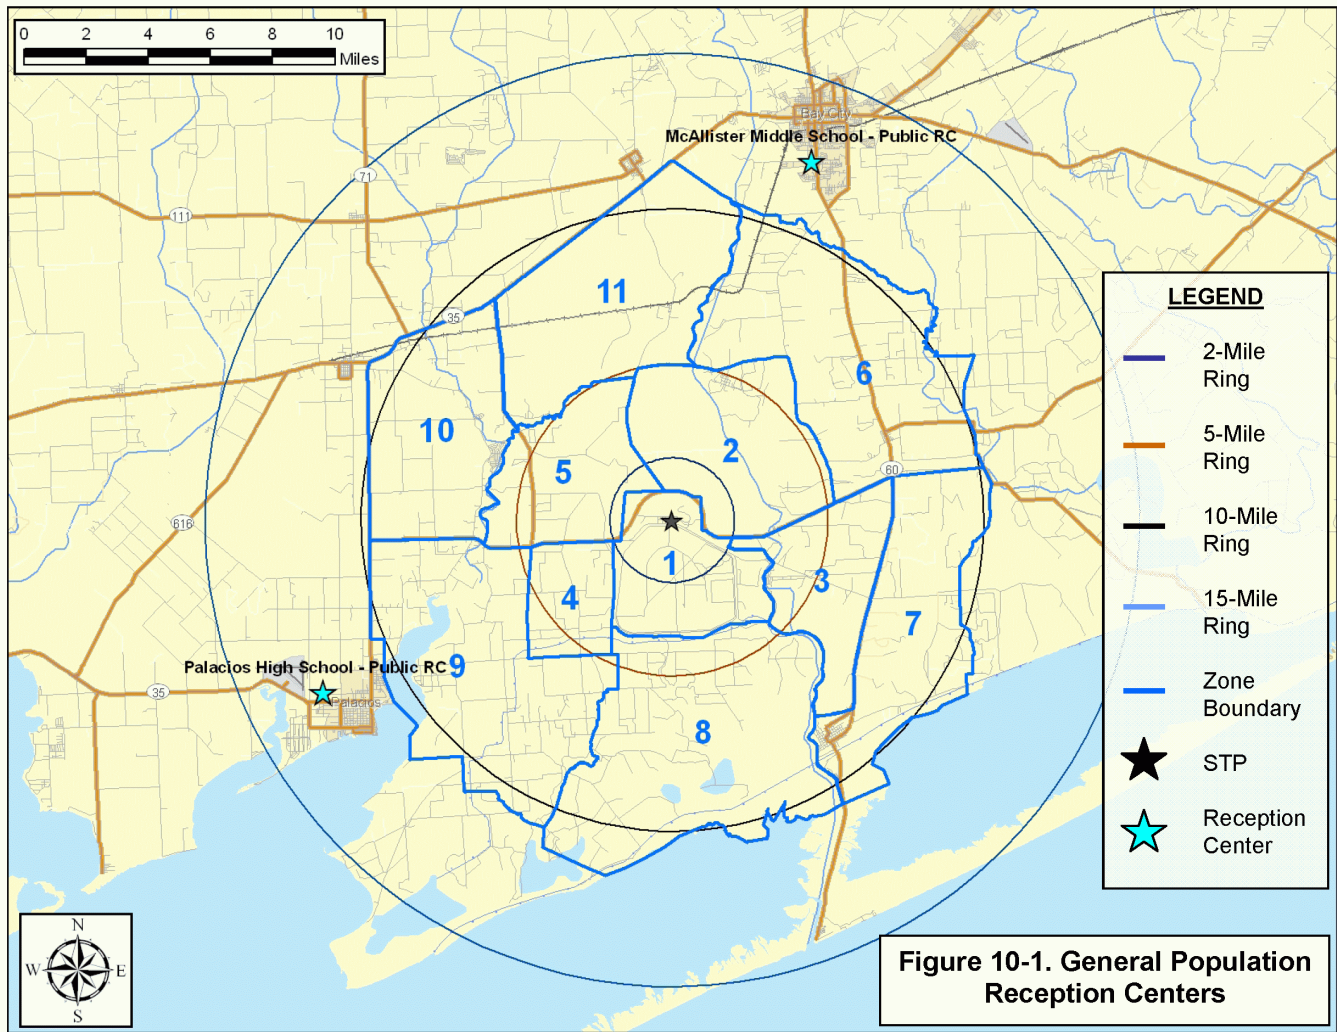 0 2 4 6 8 10
Miles
Bay City
McAllister Middle School - Public RC
71
111
35
11
6
10
2
5
60
616
1
3
4
7
Palacios High School - Public RC
9
35
Palacios
8
LEGEND
2-Mile
Ring
5-Mile
Ring
10-Mile
Ring
15-Mile
Ring
Zone
Boundary
STP
Reception
Center
N
W E
S
Figure 10-1. General Population
Reception Centers